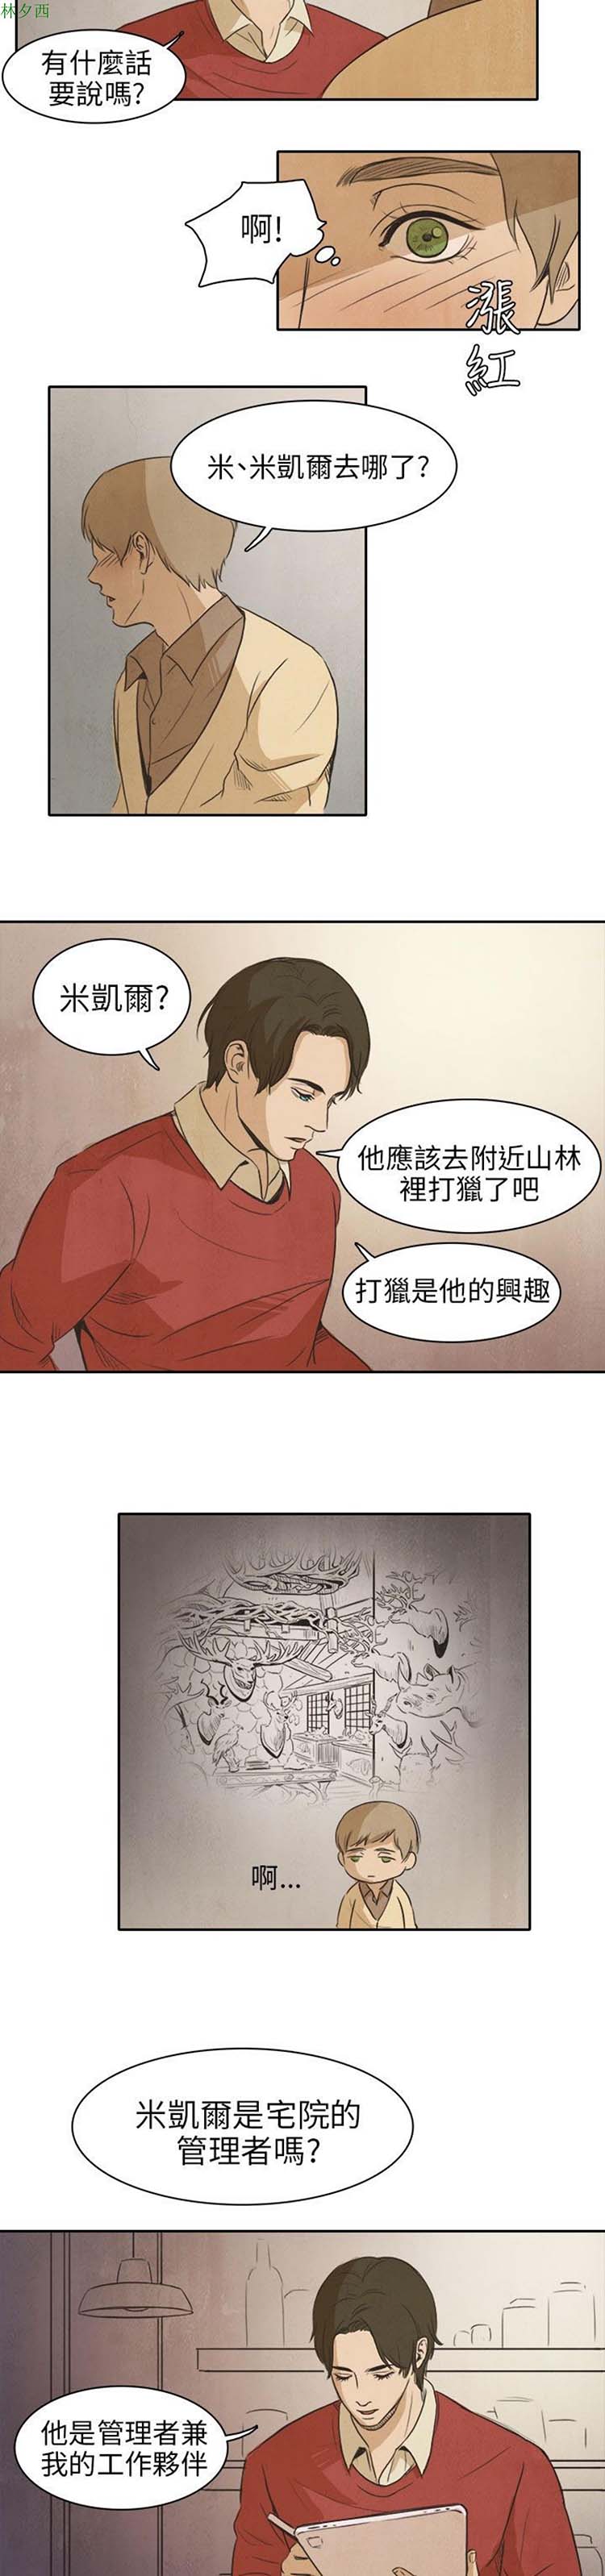 林夕西
有什麼話
要說嗎?
啊!
漲
紅
米、米凱爾去哪了?
米凱爾?
他應該去附近山林
裡打獵了吧
打獵是他的興趣
啊...
米凱爾是宅院的
管理者嗎?
他是管理者兼
我的工作夥伴